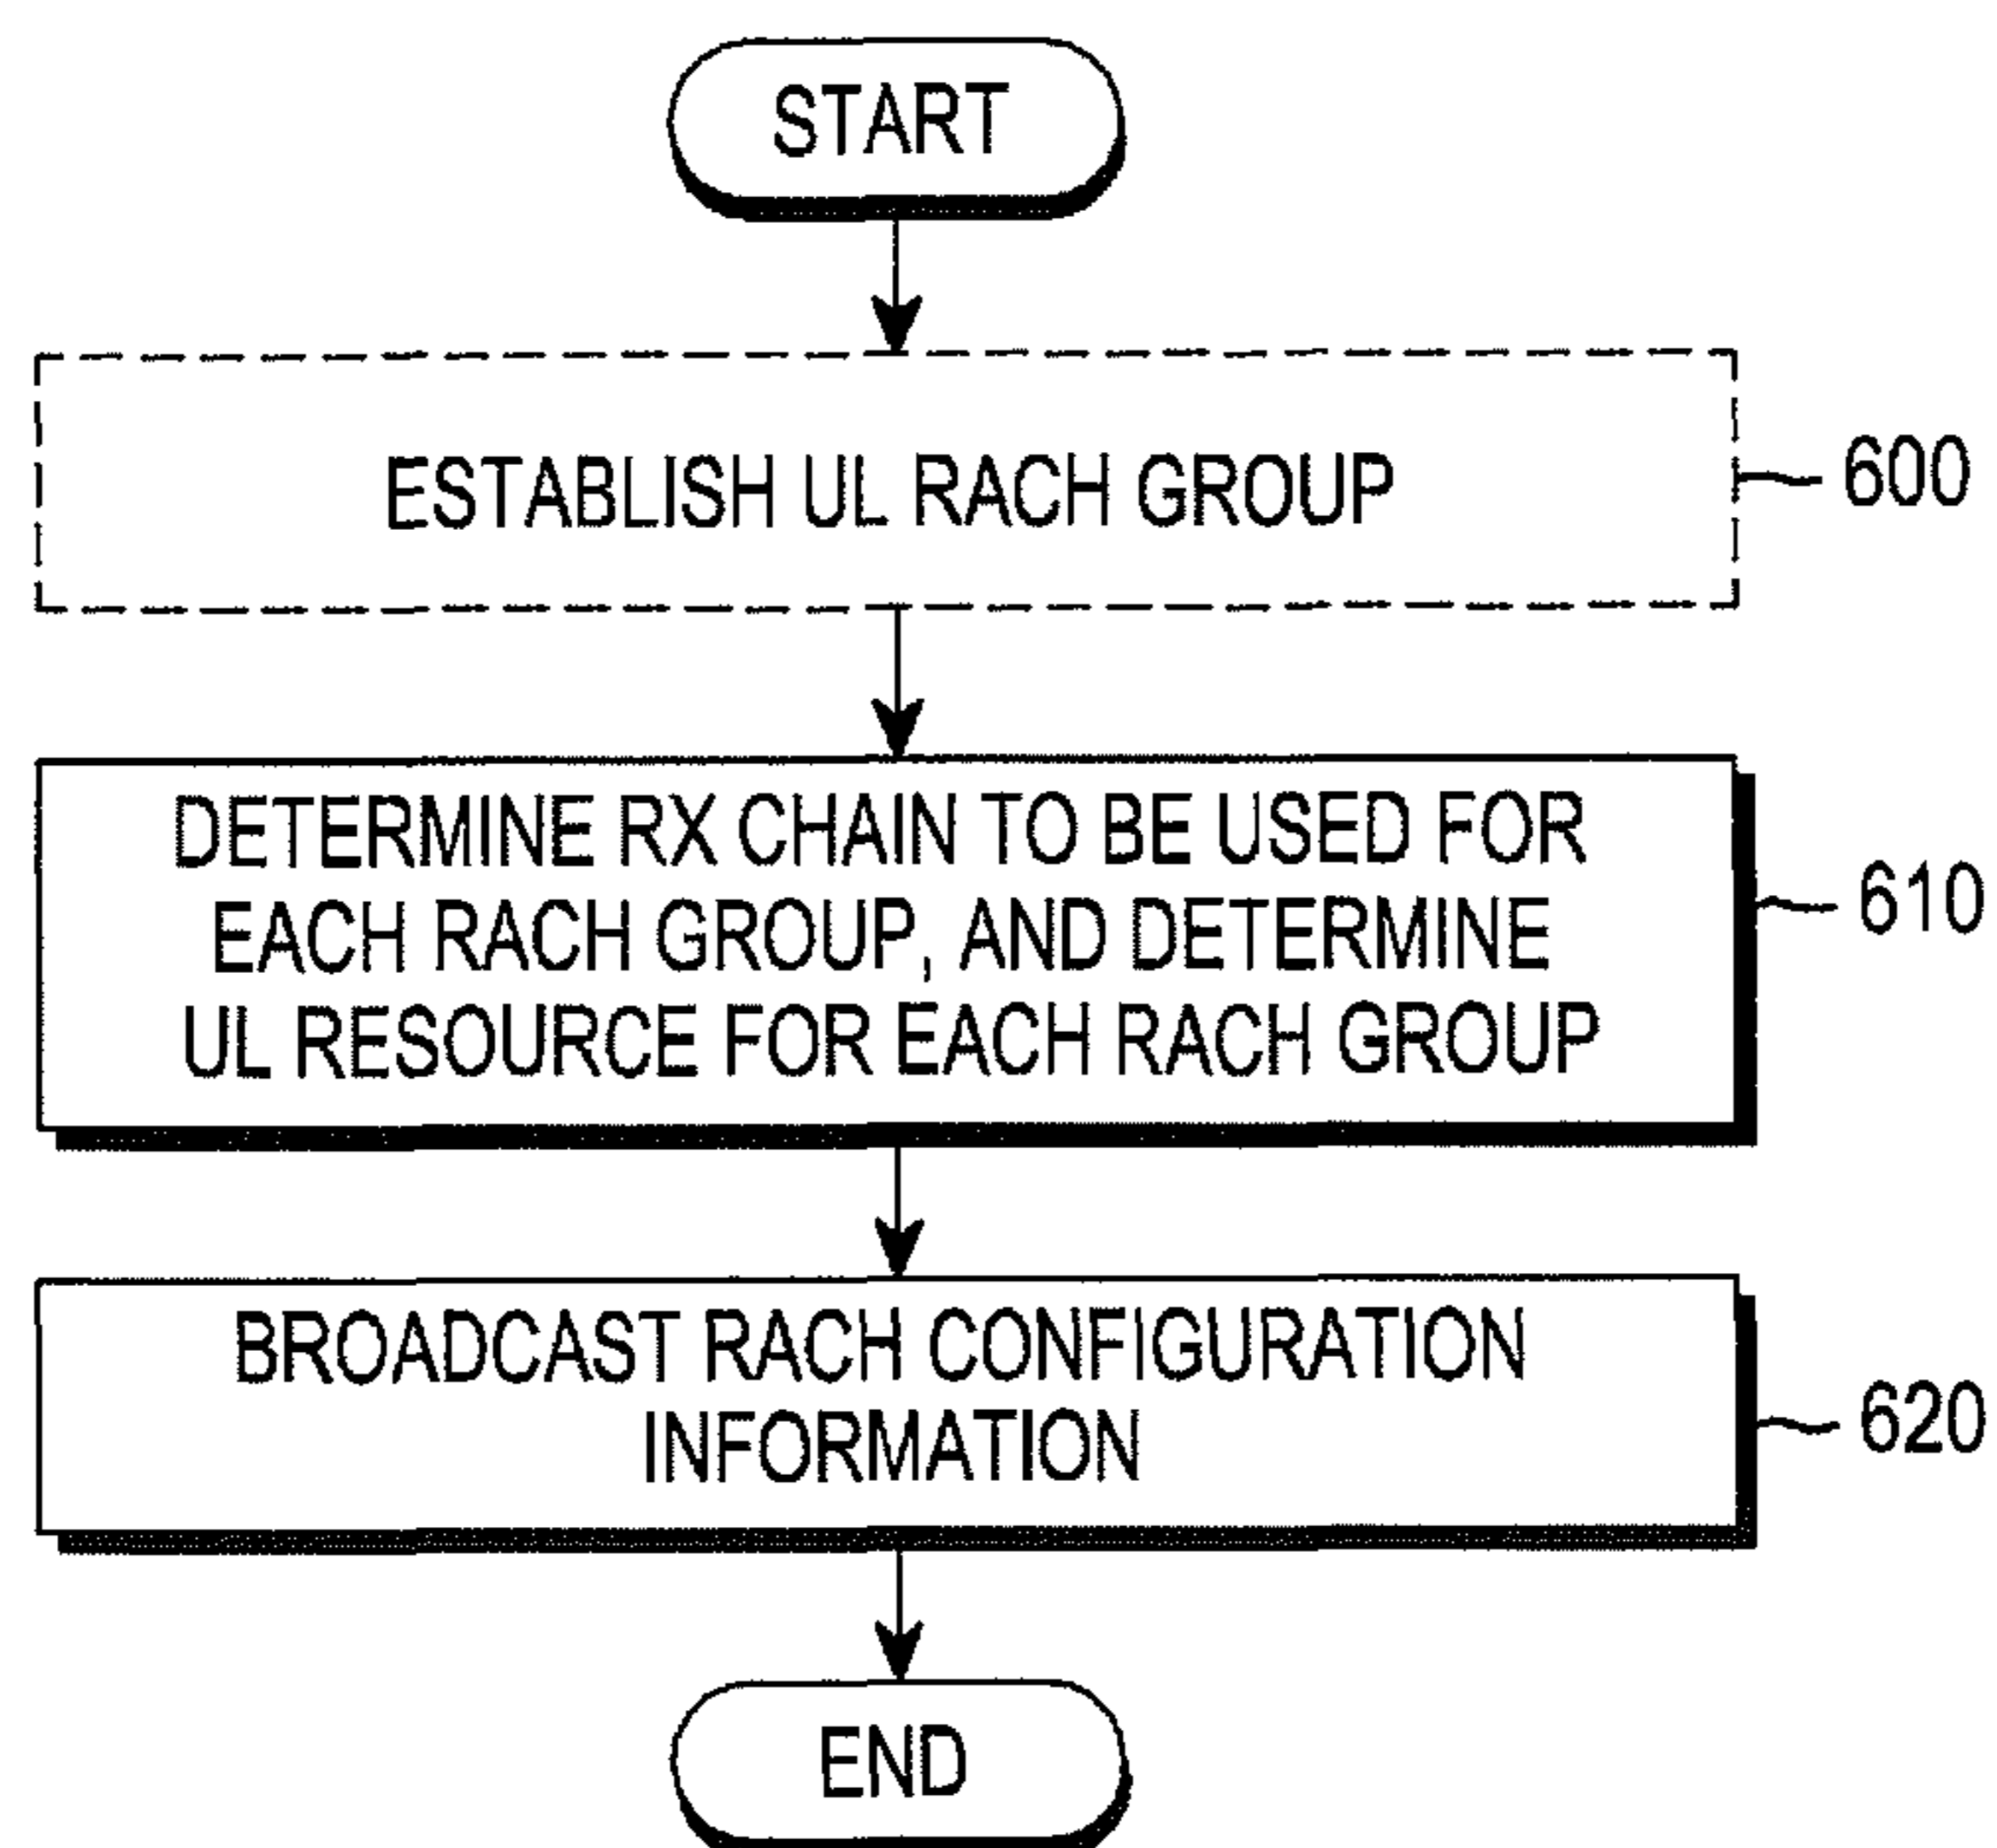 START
ESTABLISH UL RACH GROUP
600
DETERMINE RX CHAIN TO BE USED FOR
EACH RACH GROUP, AND DETERMINE
UL RESOURCE FOR EACH RACH GROUP
610
BROADCAST RACH CONFIGURATION
INFORMATION
620
END